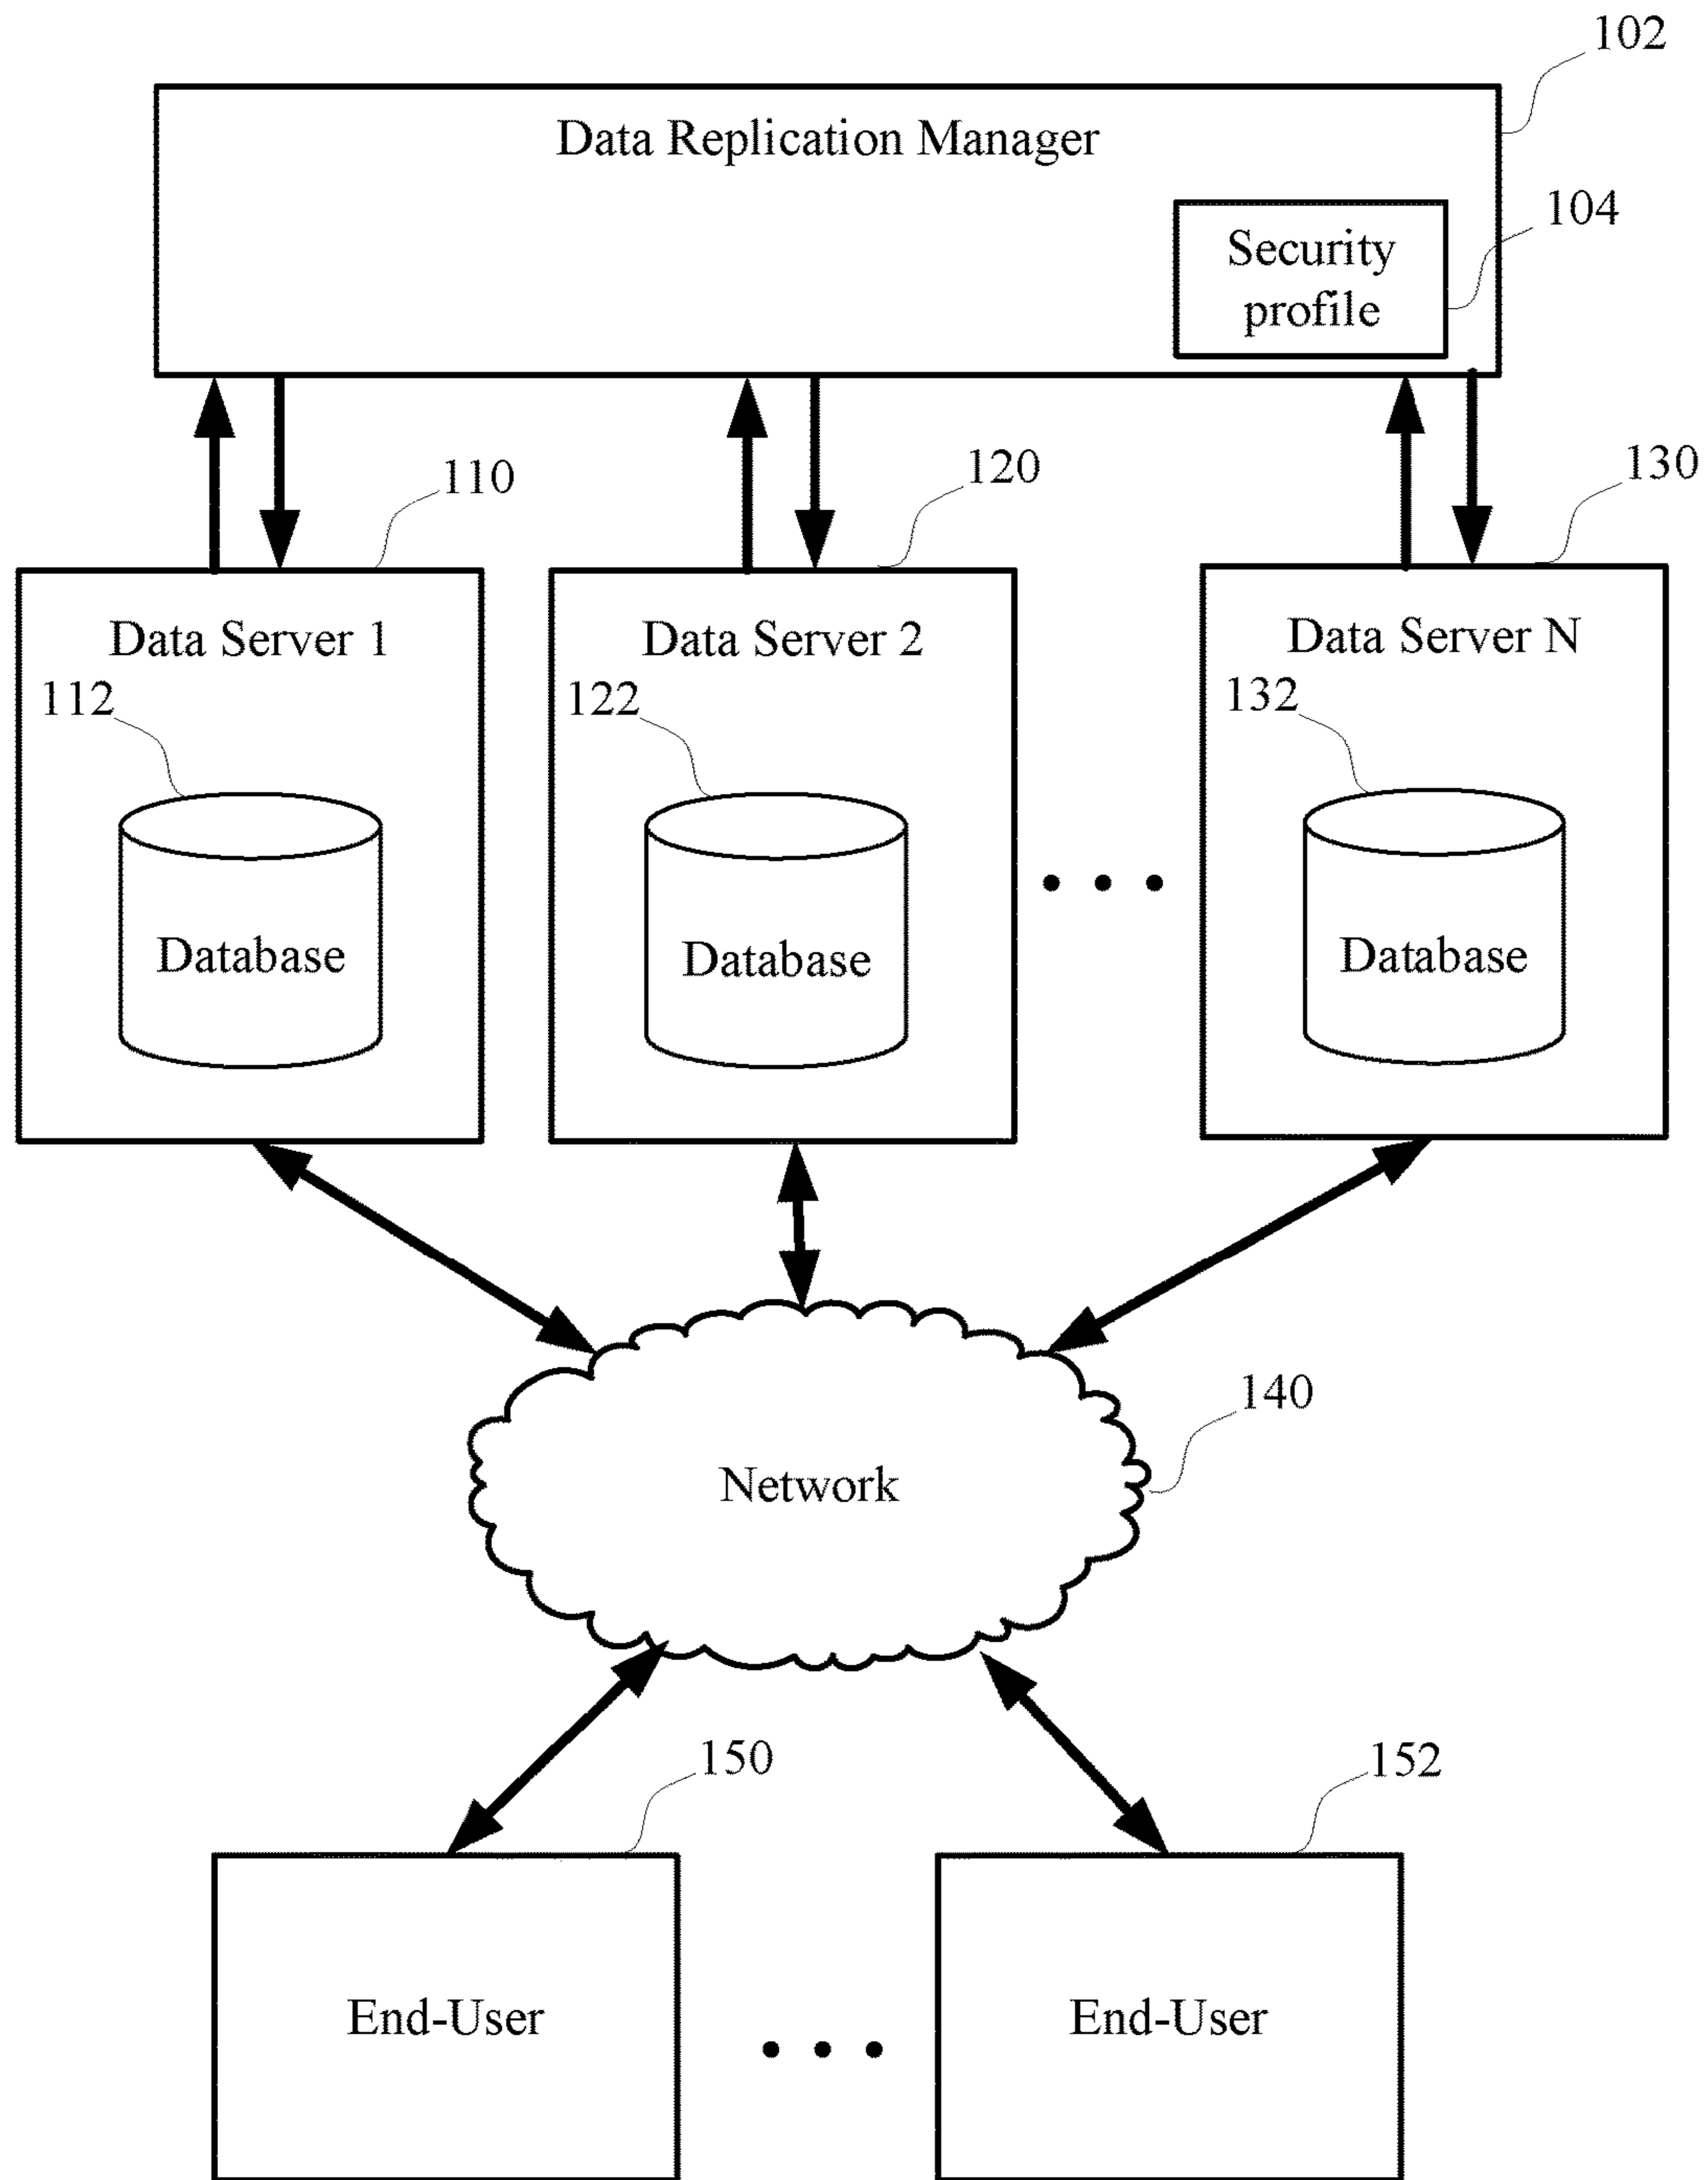 102
Data Replication Manager
104
Security
profile
110
120
130
Data Server 1
Data Server 2
Data Server N
112
122
132
Database
Database
Database
140
Network
150
152
End-User
End-User